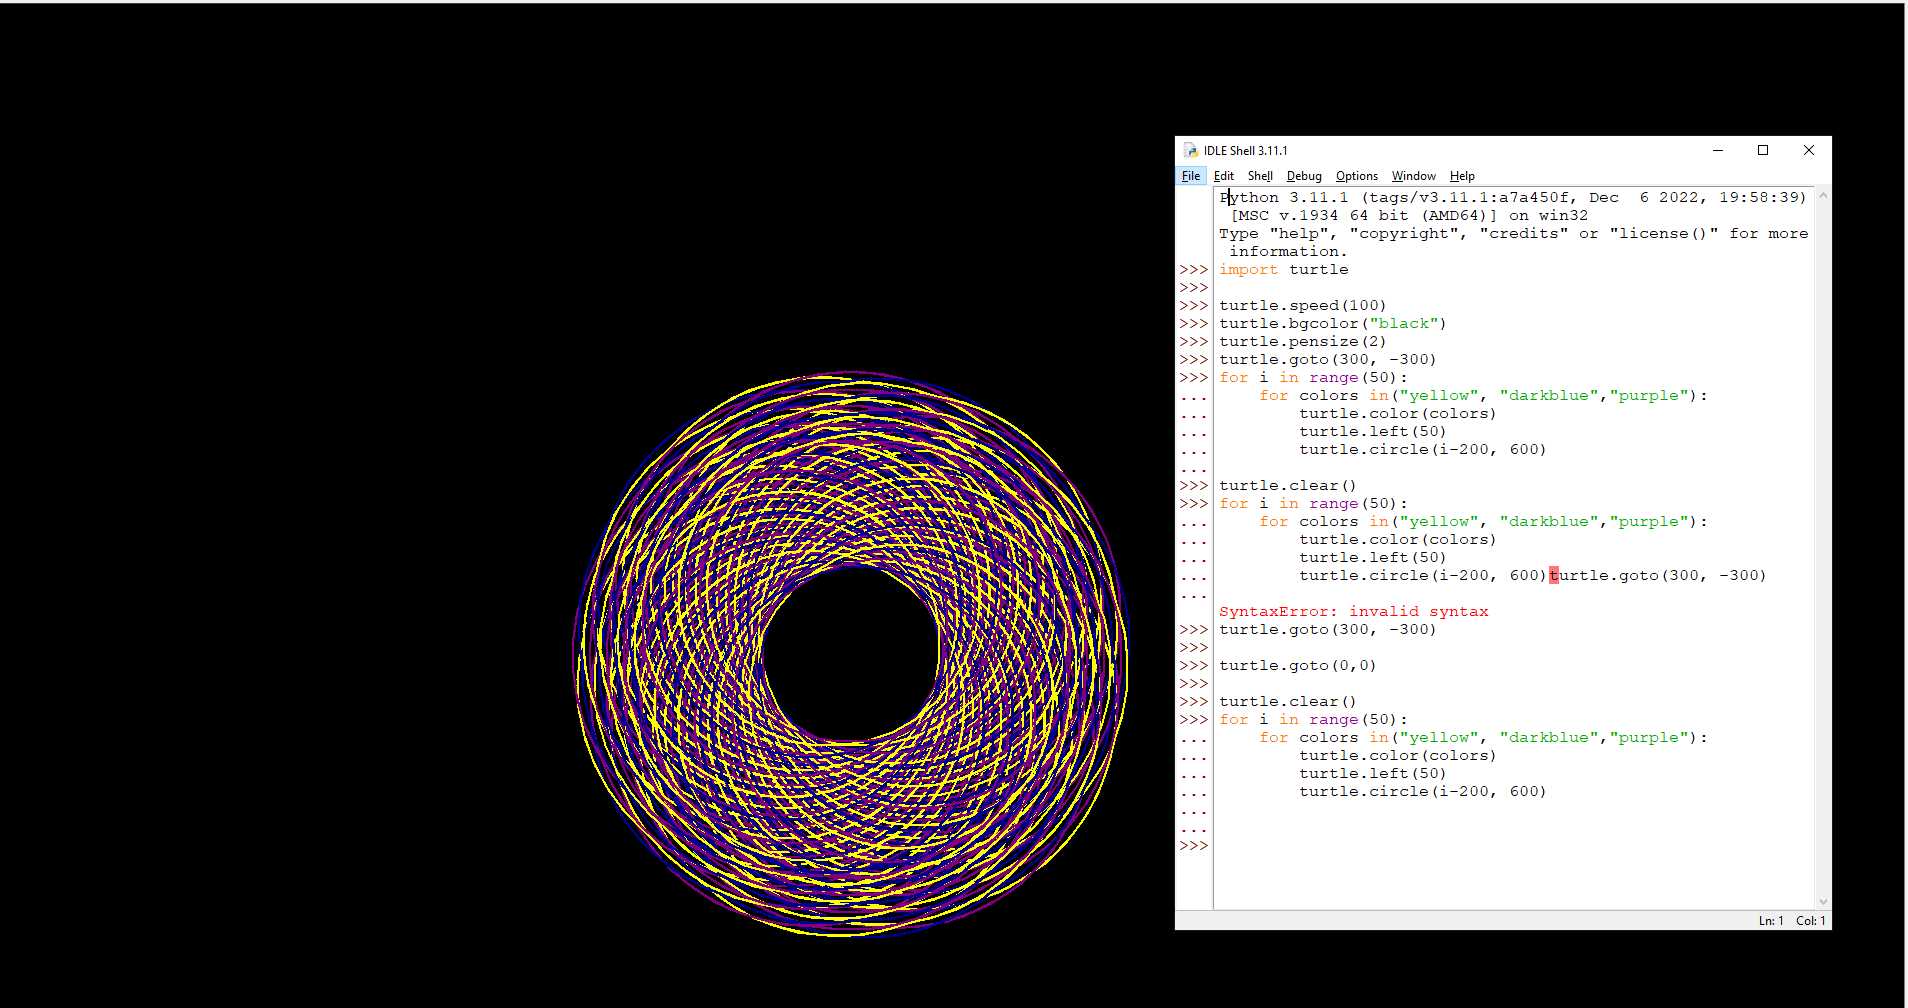 IDLE Shell 3.11.1
File Edit Shell Debug Options Window Help
Python 3.11.1 (tags/v3.11.1:a7a450f, Dec  6 2022, 19:58:39)
 [MSC v.1934 64 bit (AMD64)] on win32
Type "help", "copyright", "credits" or "license()" for more
 information.
>>> import turtle
>>>
>>> turtle.speed(100)
>>> turtle.bgcolor("black")
>>> turtle.pensize(2)
>>> turtle.goto(300, -300)
>>> for i in range(50):
...     for colors in("yellow", "darkblue","purple"):
...         turtle.color(colors)
...         turtle.left(50)
...         turtle.circle(i-200, 600)
...
>>> turtle.clear()
>>> for i in range(50):
...     for colors in("yellow", "darkblue","purple"):
...         turtle.color(colors)
...         turtle.left(50)
...         turtle.circle(i-200, 600)turtle.goto(300, -300)
...
SyntaxError: invalid syntax
>>> turtle.goto(300, -300)
>>>
>>> turtle.goto(0,0)
>>>
>>> turtle.clear()
>>> for i in range(50):
...     for colors in("yellow", "darkblue","purple"):
...         turtle.color(colors)
...         turtle.left(50)
...         turtle.circle(i-200, 600)
...
...
>>>
Ln: 1 Col: 1